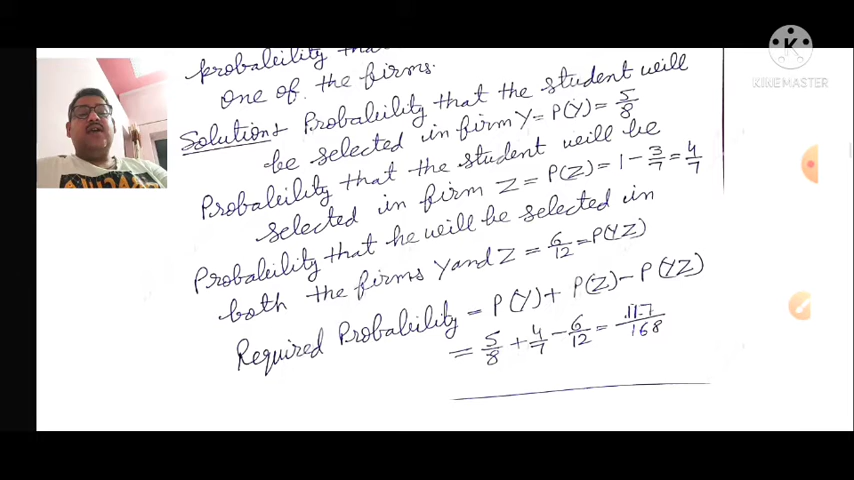 probability tha
one of the firms.
Solution:- Probability that the student will
be selected in firm Y = P(Y) = 5/8
Probability that the student will be
selected in firm Z = P(Z) = 1 - 3/7 = 4/7
Probability that he will be selected in
both the firms Y and Z = 6/12 = P(YZ)
Required Probability = P(Y) + P(Z) - P(YZ)
= 5/8 + 4/7 - 6/12 = 117/168
K
KINEMASTER